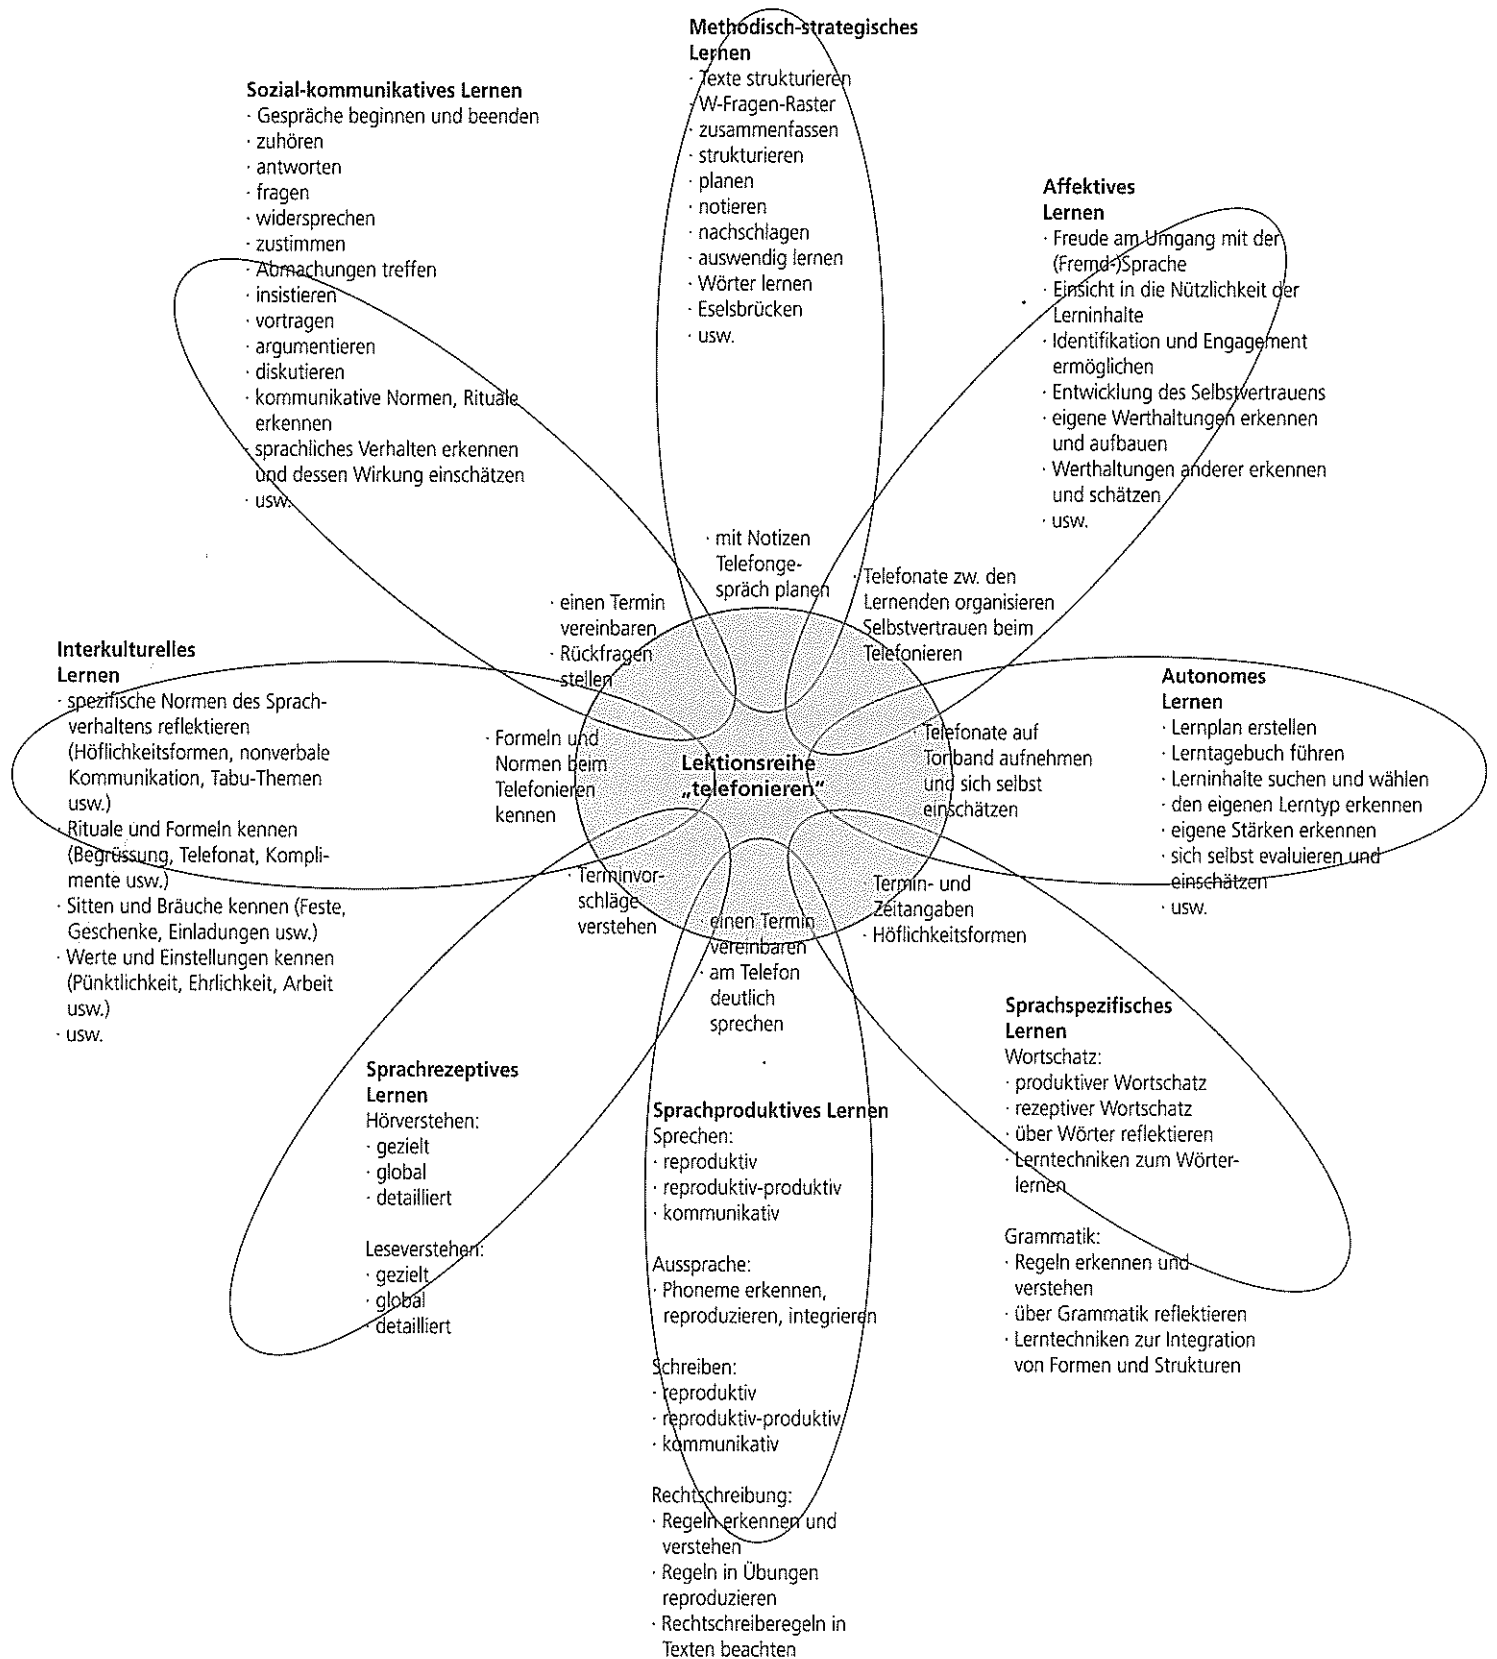 Methodisch-strategisches
Lernen
· Texte strukturieren
· W-Fragen-Raster
· zusammenfassen
· strukturieren
· planen
· notieren
· nachschlagen
· auswendig lernen
· Wörter lernen
· Eselsbrücken
· usw.
Sozial-kommunikatives Lernen
· Gespräche beginnen und beenden
· zuhören
· antworten
· fragen
· widersprechen
· zustimmen
· Abmachungen treffen
· insistieren
· vortragen
· argumentieren
· diskutieren
· kommunikative Normen, Rituale
erkennen
· sprachliches Verhalten erkennen
und dessen Wirkung einschätzen
· usw.
Affektives
Lernen
· Freude am Umgang mit der
(Fremd-)Sprache
· Einsicht in die Nützlichkeit der
Lerninhalte
· Identifikation und Engagement
ermöglichen
· Entwicklung des Selbstvertrauens
· eigene Werthaltungen erkennen
und aufbauen
· Werthaltungen anderer erkennen
und schätzen
· usw.
· mit Notizen
Telefonge-
spräch planen
· einen Termin
vereinbaren
· Rückfragen
stellen
· Telefonate zw. den
Lernenden organisieren
Selbstvertrauen beim
Telefonieren
Interkulturelles
Lernen
· spezifische Normen des Sprach-
verhaltens reflektieren
(Höflichkeitsformen, nonverbale
Kommunikation, Tabu-Themen
usw.)
· Rituale und Formeln kennen
(Begrüssung, Telefonat, Kompli-
mente usw.)
· Sitten und Bräuche kennen (Feste,
Geschenke, Einladungen usw.)
· Werte und Einstellungen kennen
(Pünktlichkeit, Ehrlichkeit, Arbeit
usw.)
· usw.
· Formeln und
Normen beim
Telefonieren
kennen
Lektionsreihe
„telefonieren“
· Telefonate auf
Tonband aufnehmen
und sich selbst
einschätzen
Autonomes
Lernen
· Lernplan erstellen
· Lerntagebuch führen
· Lerninhalte suchen und wählen
· den eigenen Lerntyp erkennen
· eigene Stärken erkennen
· sich selbst evaluieren und
einschätzen
· usw.
· Terminvor-
schläge
verstehen
· einen Termin
vereinbaren
· am Telefon
deutlich
sprechen
· Termin- und
Zeitangaben
· Höflichkeitsformen
Sprachrezeptives
Lernen
Hörverstehen:
· gezielt
· global
· detailliert
Leseverstehen:
· gezielt
· global
· detailliert
Sprachproduktives Lernen
Sprechen:
· reproduktiv
· reproduktiv-produktiv
· kommunikativ
Aussprache:
· Phoneme erkennen,
reproduzieren, integrieren
Schreiben:
· reproduktiv
· reproduktiv-produktiv
· kommunikativ
Rechtschreibung:
· Regeln erkennen und
verstehen
· Regeln in Übungen
reproduzieren
· Rechtschreiberegeln in
Texten beachten
Sprachspezifisches
Lernen
Wortschatz:
· produktiver Wortschatz
· rezeptiver Wortschatz
· über Wörter reflektieren
· Lerntechniken zum Wörter-
lernen
Grammatik:
· Regeln erkennen und
verstehen
· über Grammatik reflektieren
· Lerntechniken zur Integration
von Formen und Strukturen